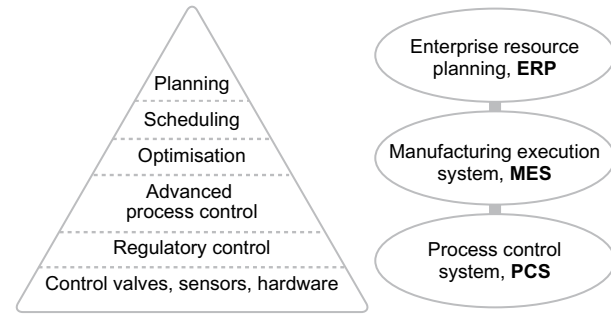 Planning
Scheduling
Optimisation
Advanced
process control
Regulatory control
Control valves, sensors, hardware
Enterprise resource
planning, ERP
Manufacturing execution
system, MES
Process control
system, PCS